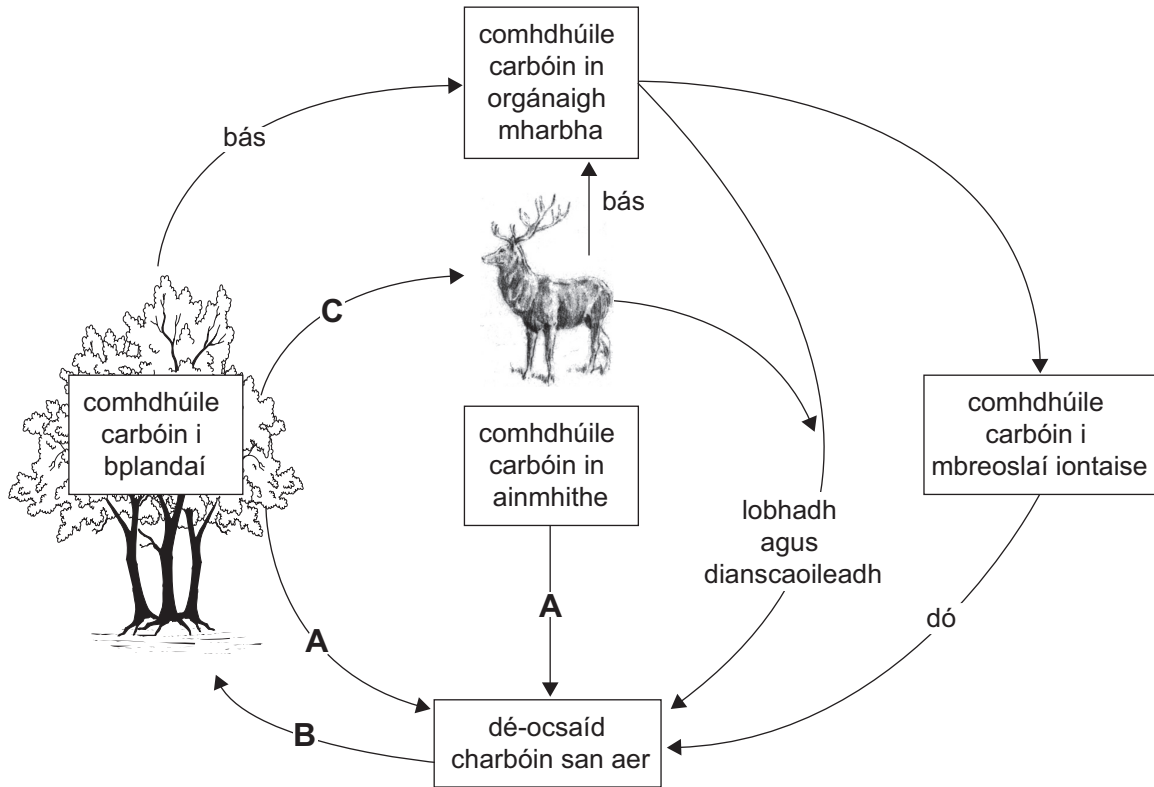 comhdhúile
carbóin in
orgánaigh
mharbha
bás
bás
C
comhdhúile
carbóin i
bplandaí
comhdhúile
carbóin in
ainmhithe
comhdhúile
carbóin i
mbreoslaí iontaise
lobhadh
agus
dianscaoileadh
A
A
dó
B
dé-ocsaíd
charbóin san aer